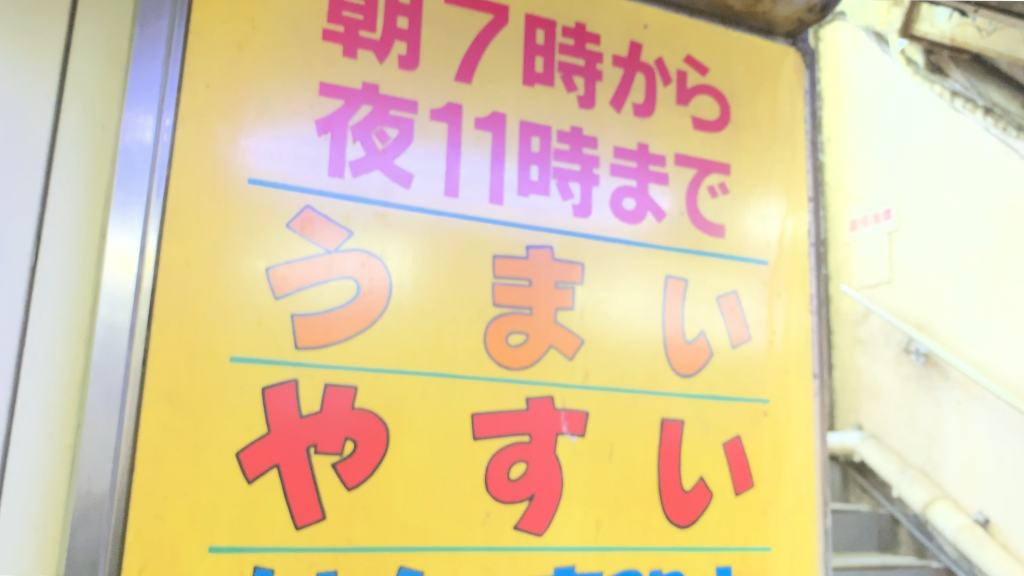 朝7時から
夜11時まで
うまい
やすい